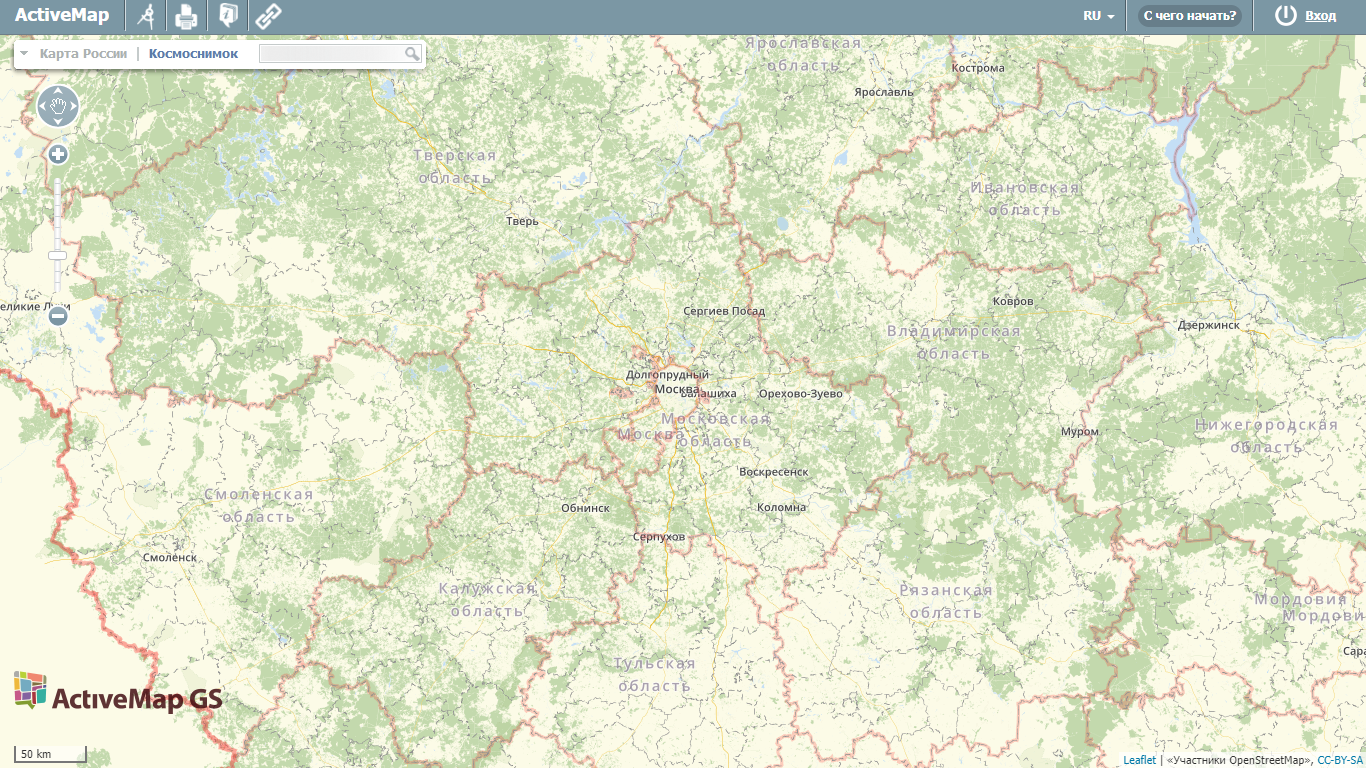 ActiveMap
RU
С чего начать?
Вход
Карта России | Космоснимок
Ярославская
область
Кострома
Ярославль
Тверская
область
Ивановская
область
Тверь
Ковров
Сергиев Посад
Дзержинск
Владимирская
область
Долгопрудный
Москва
Орехово-Зуево
Московская
область
Москва
Нижегородская
область
Муром
Воскресенск
Смоленская
область
Обнинск
Коломна
Серпухов
Смоленск
Калужская
область
Рязанская
область
Мордовия
Тульская
область
ActiveMap GS
50 km
Leaflet | «Участники OpenStreetMap», CC-BY-SA